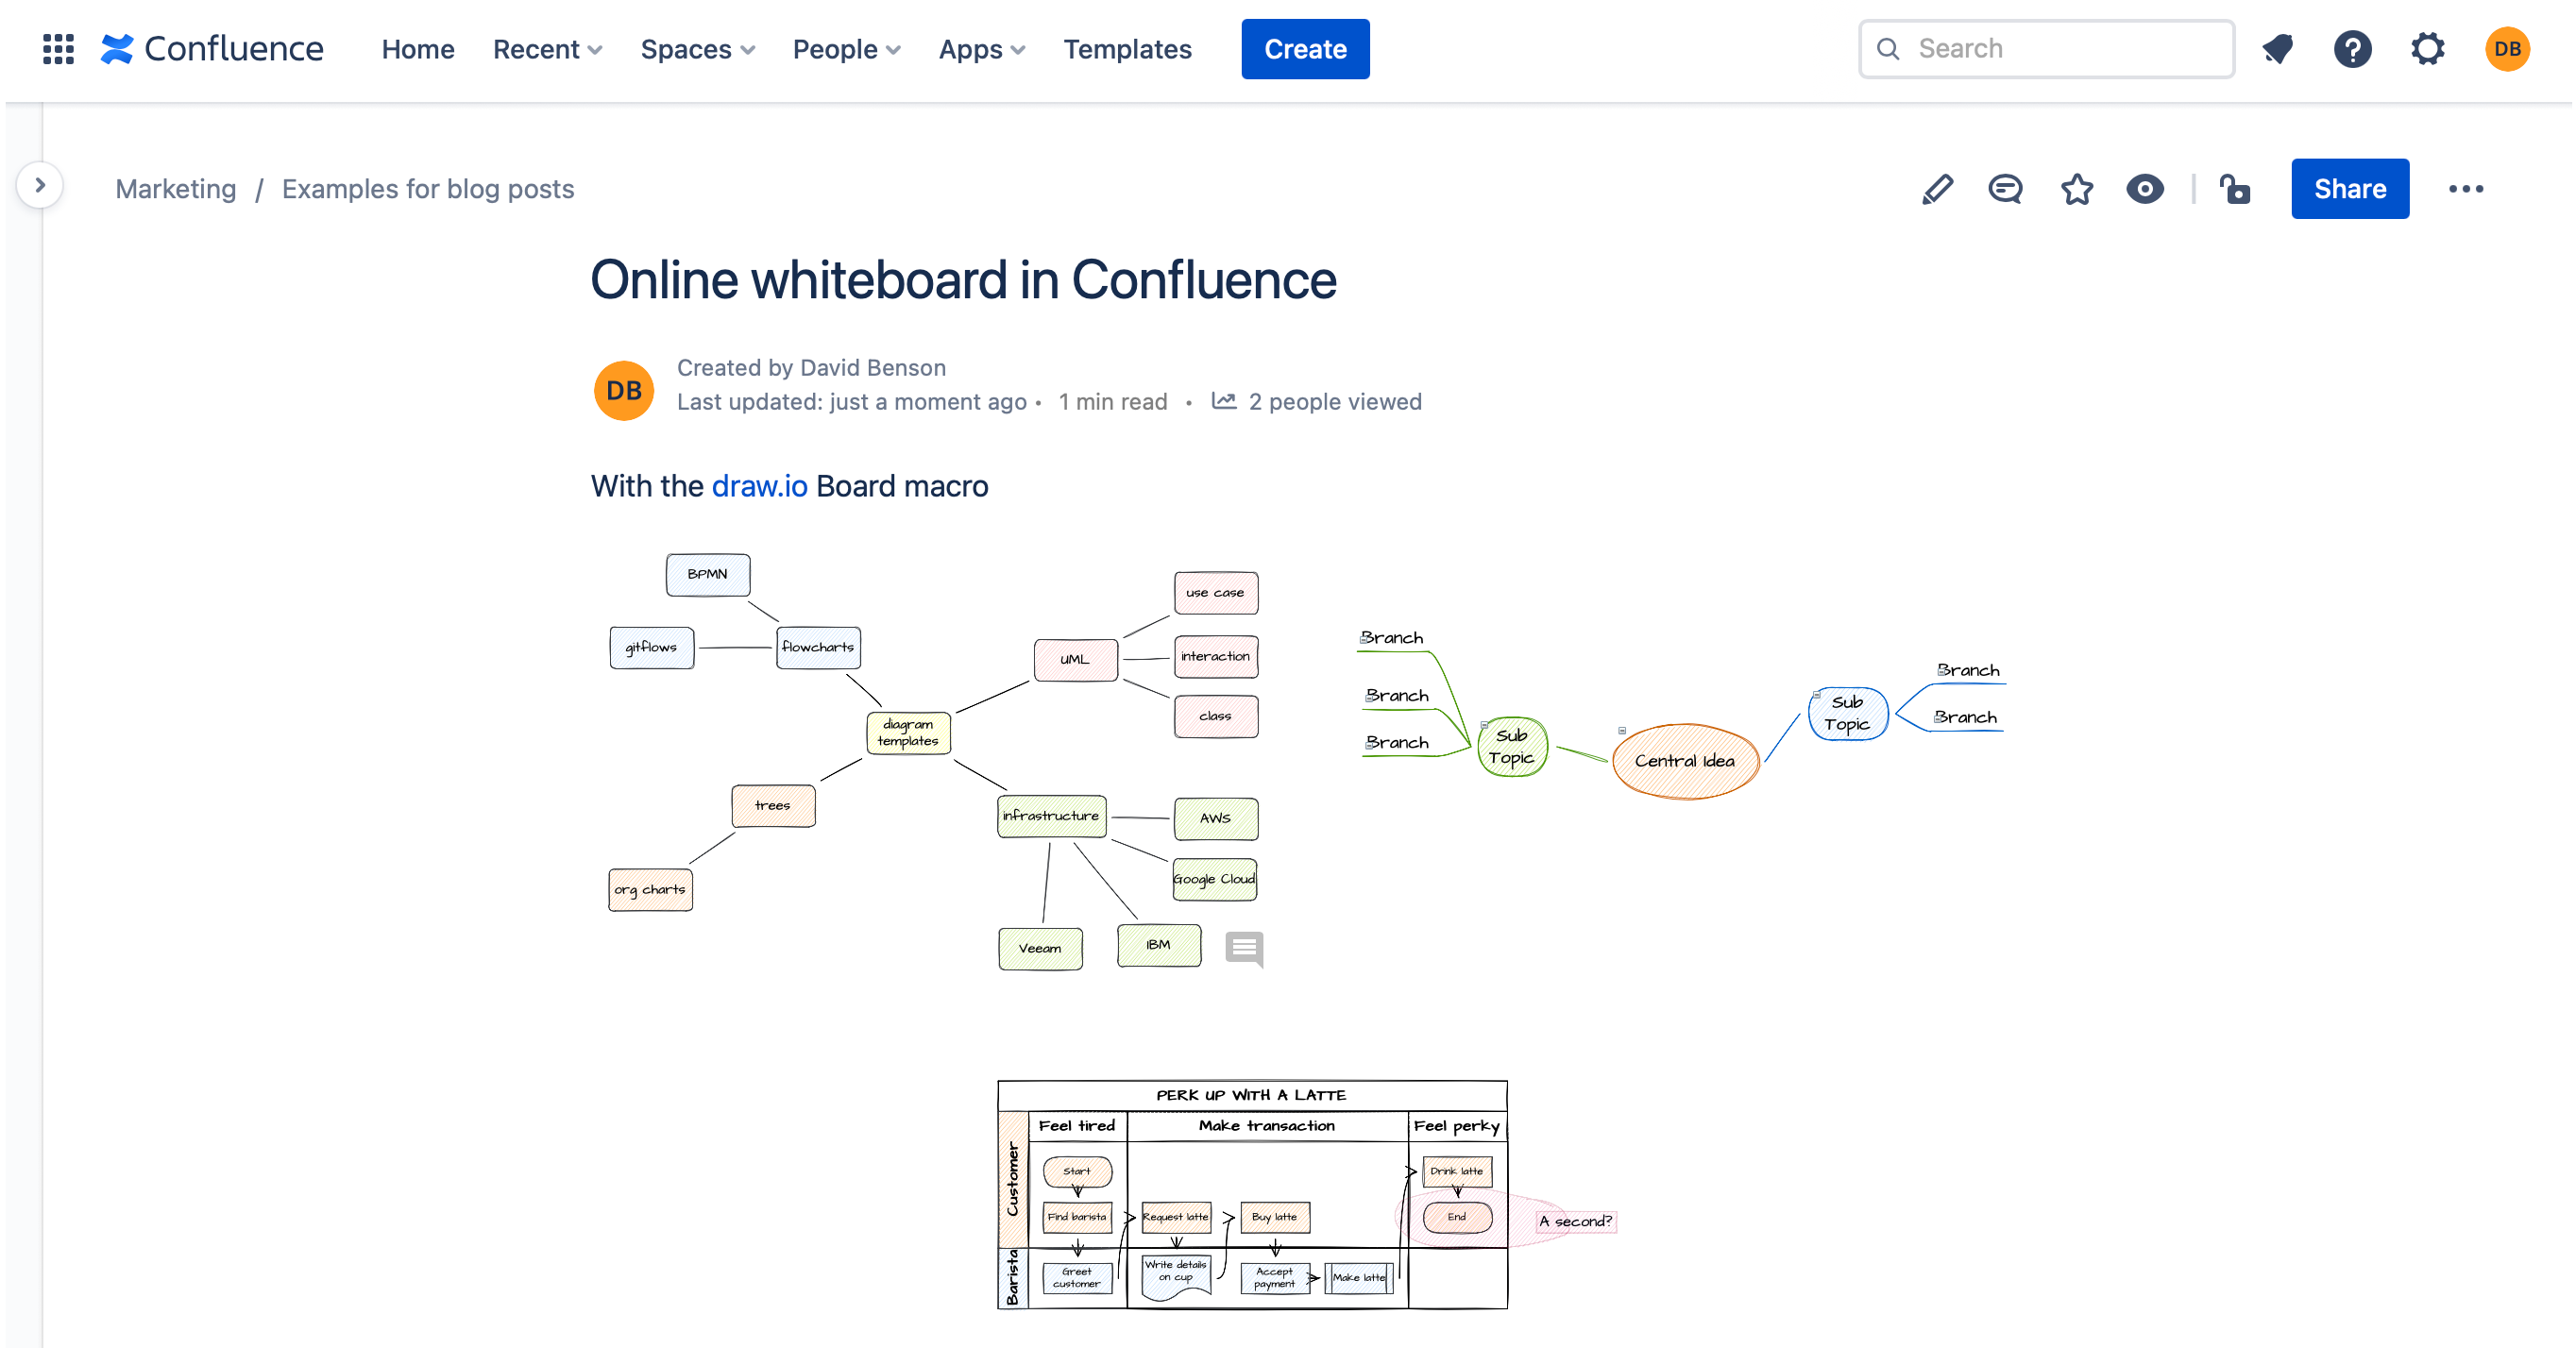 Confluence
Home
Recent
Spaces
People
Apps
Templates
Create
Search
DB
Marketing / Examples for blog posts
Share
Online whiteboard in Confluence
DB
Created by David Benson
Last updated: just a moment ago • 1 min read • 2 people viewed
With the draw.io Board macro
BPMN
gitflows
flowcharts
UML
use case
interaction
class
diagram
templates
trees
org charts
infrastructure
AWS
Google Cloud
Veeam
IBM
Branch
Branch
Branch
Sub
Topic
Central Idea
Sub
Topic
Branch
Branch
PERK UP WITH A LATTE
Feel tired
Make transaction
Feel perky
Customer
Start
Drink latte
Find barista
Request latte
Buy latte
End
A second?
Barista
Greet
customer
Write details
on cup
Accept
payment
Make latte